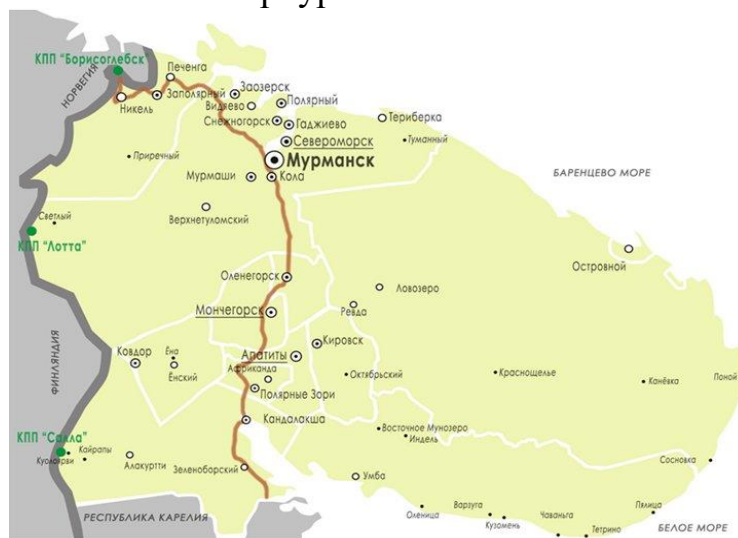 КПП "Борисоглебск"
НОРВЕГИЯ
Печенга
Никель
Заполярный
Заозерск
Видяево
Полярный
Снежногорск
Гаджиево
Териберка
Туманный
Североморск
Мурманск
Приречный
Мурмаши
Кола
БАРЕНЦЕВО МОРЕ
Светлый
Верхнетуломский
КПП "Лотта"
Островной
Оленегорск
Ловозеро
Ревда
Мончегорск
ФИНЛЯНДИЯ
Ковдор
Ёна
Ёнский
Апатиты
Африканда
Кировск
Октябрьский
Краснощелье
Канёвка
Поной
Полярные Зори
Кандалакша
КПП "Салла"
Куолаярви
Кайралы
Алакуртти
Зеленоборский
Восточное Мунозеро
Индель
Умба
Сосновка
Оленица
Варзуга
Кузомень
Чаваньга
Тетрино
Пялица
РЕСПУБЛИКА КАРЕЛИЯ
БЕЛОЕ МОРЕ